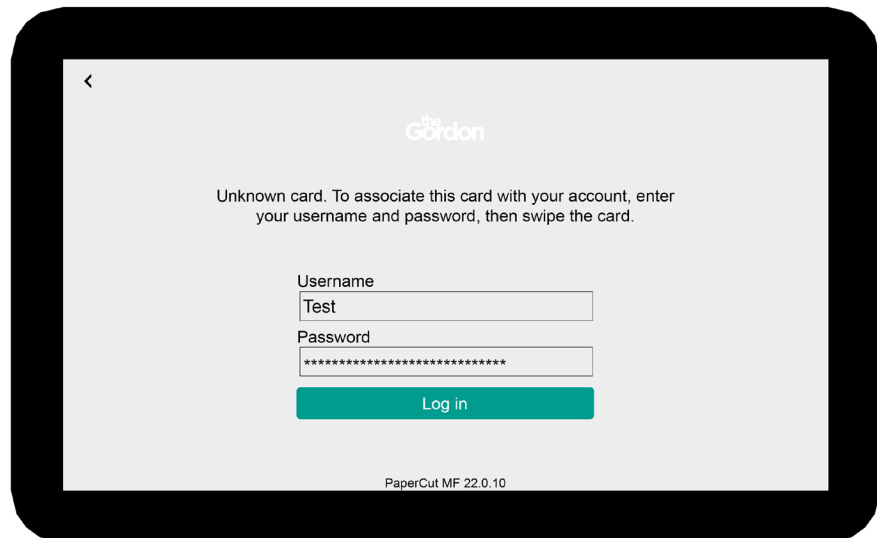 the
Gordon
Unknown card. To associate this card with your account, enter
your username and password, then swipe the card.
Username
Test
Password
*****************************
Log in
PaperCut MF 22.0.10